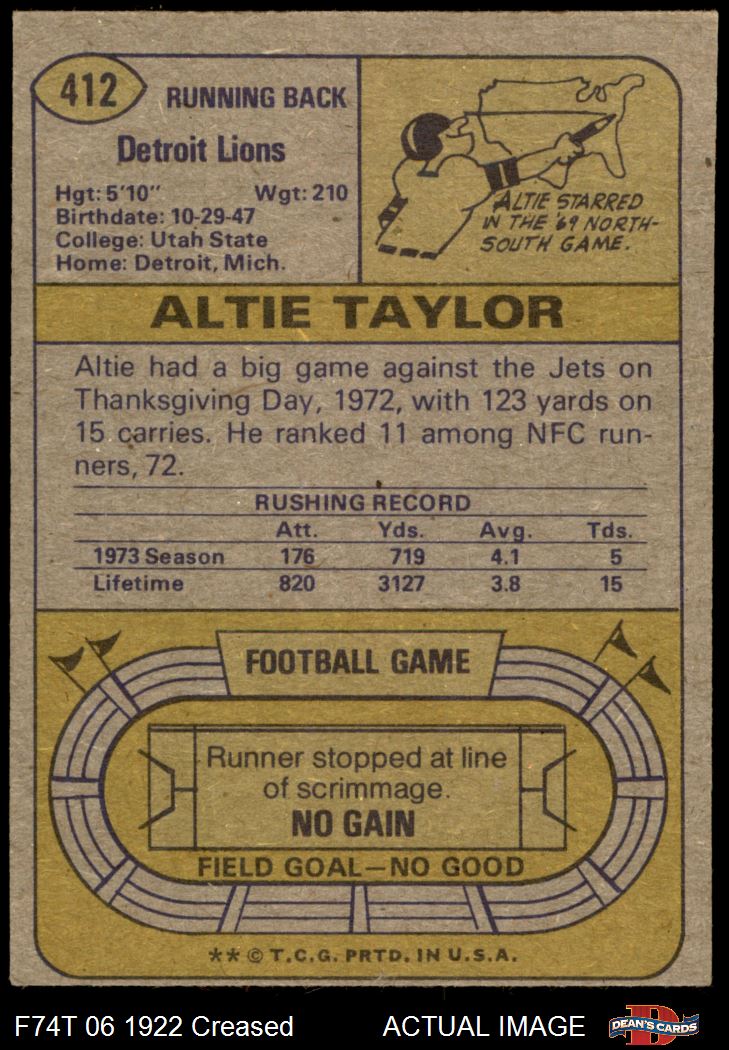 412
RUNNING BACK
Detroit Lions
Hgt: 5'10" Wgt: 210
Birthdate: 10-29-47
College: Utah State
Home: Detroit, Mich.
ALTIE STARRED
IN THE '69 NORTH-
SOUTH GAME.
ALTIE TAYLOR
Altie had a big game against the Jets on
Thanksgiving Day, 1972, with 123 yards on
15 carries. He ranked 11 among NFC run-
ners, 72.
RUSHING RECORD
Att. Yds. Avg. Tds.
1973 Season 176 719 4.1 5
Lifetime 820 3127 3.8 15
FOOTBALL GAME
Runner stopped at line
of scrimmage.
NO GAIN
FIELD GOAL—NO GOOD
** © T.C.G. PRTD. IN U.S.A.
F74T 06 1922 Creased ACTUAL IMAGE D DEAN'S CARDS